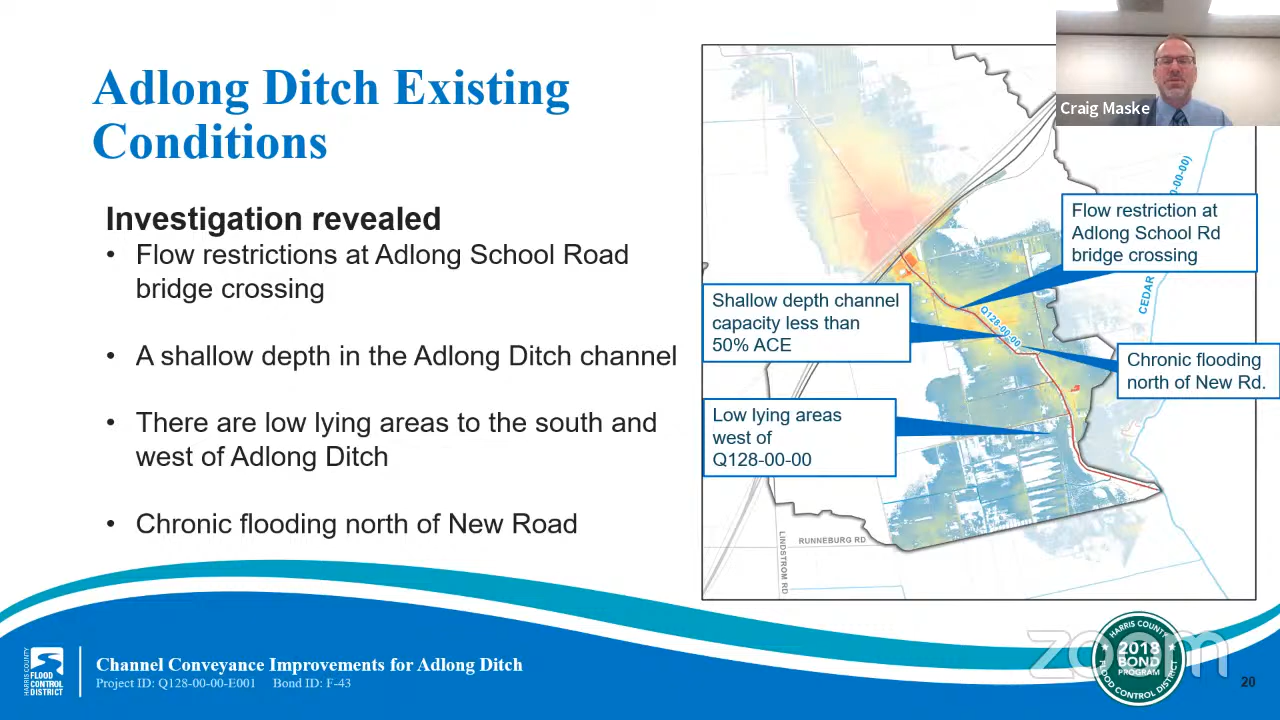 Adlong Ditch Existing
Conditions
Investigation revealed
• Flow restrictions at Adlong School Road
bridge crossing
• A shallow depth in the Adlong Ditch channel
• There are low lying areas to the south and
west of Adlong Ditch
• Chronic flooding north of New Road
Craig Maske
-00-00)
Flow restriction at
Adlong School Rd
bridge crossing
CEDAR
Shallow depth channel
capacity less than
50% ACE
Q128-00-00
Chronic flooding
north of New Rd.
Low lying areas
west of
Q128-00-00
RUNNEBURG RD
LINDSTROM RD
HARRIS COUNTY
FLOOD
CONTROL
DISTRICT
Channel Conveyance Improvements for Adlong Ditch
Project ID: Q128-00-00-E001 Bond ID: F-43
zoom
HARRIS COUNTY
2018
BOND
PROGRAM
FLOOD CONTROL DISTRICT
20